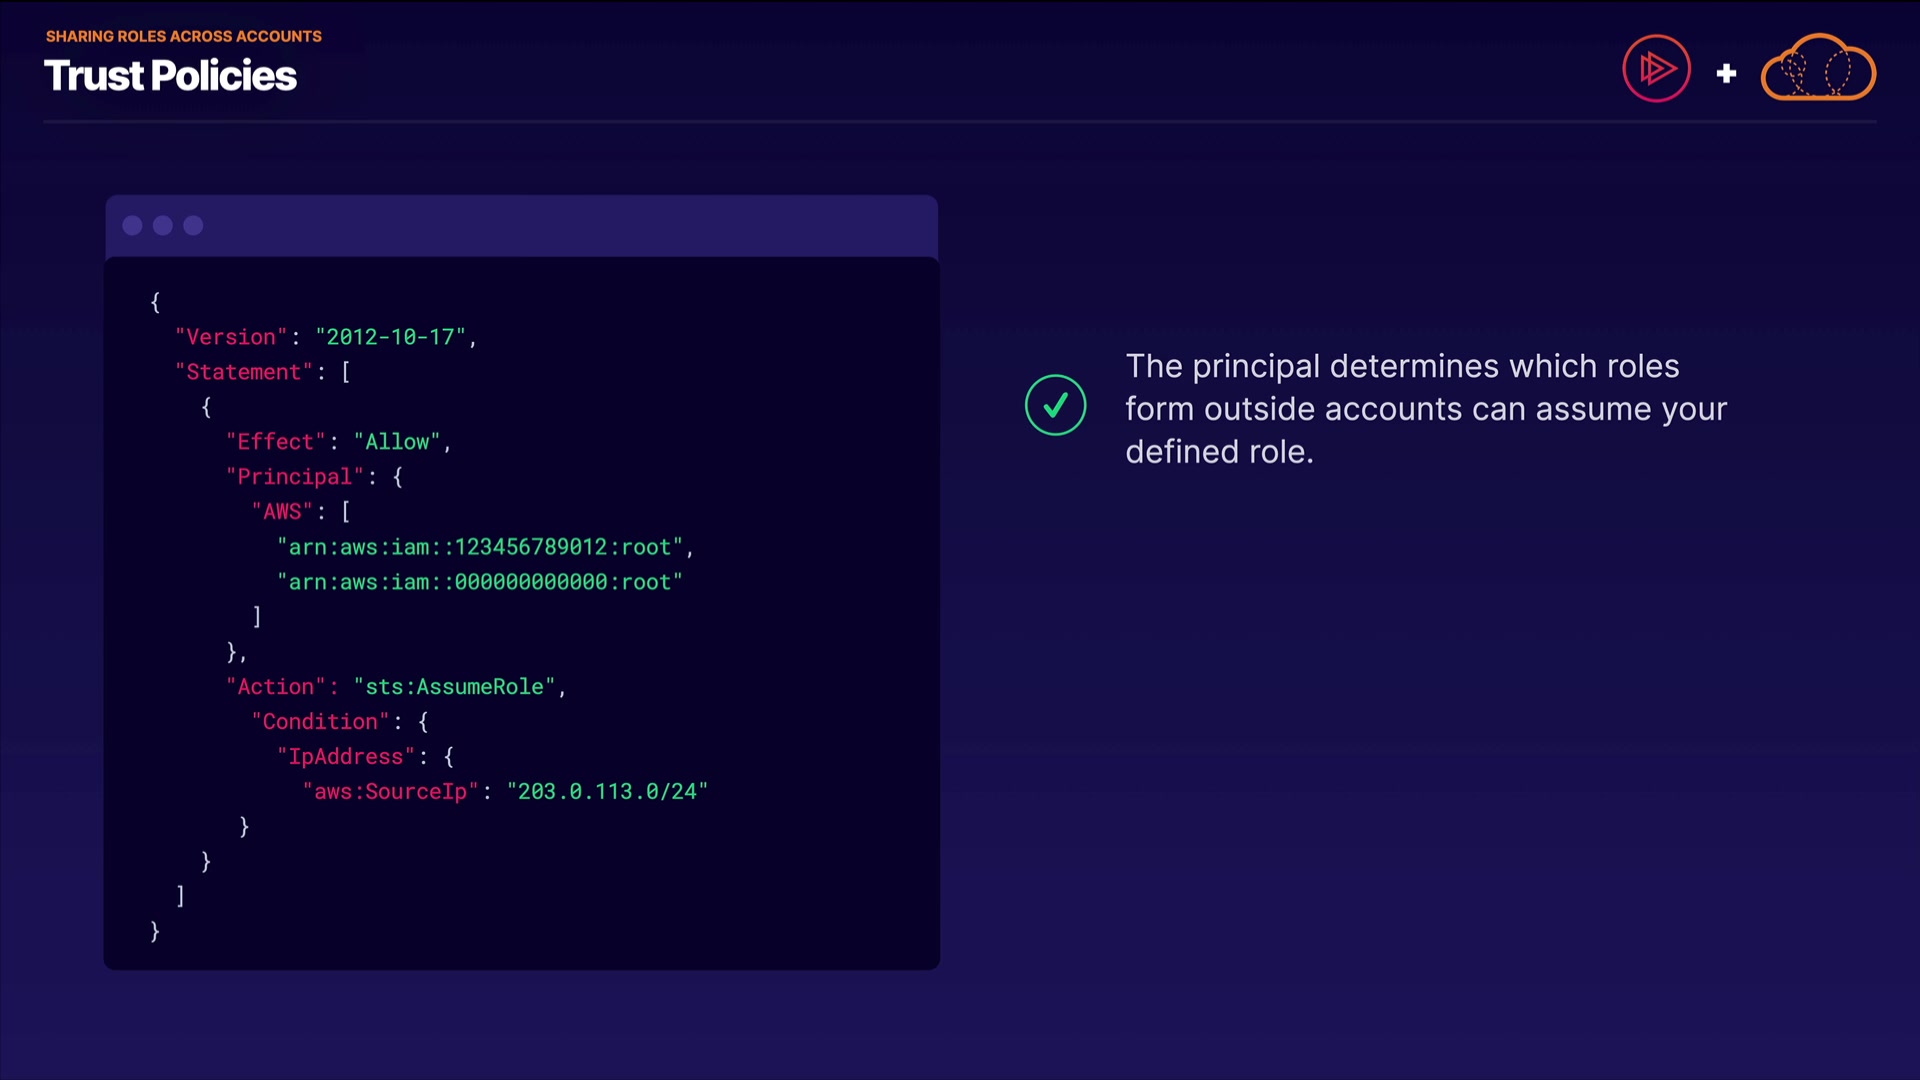 SHARING ROLES ACROSS ACCOUNTS
Trust Policies
{
"Version": "2012-10-17",
"Statement": [
{
"Effect": "Allow",
"Principal": {
"AWS": [
"arn:aws:iam::123456789012:root",
"arn:aws:iam::000000000000:root"
]
},
"Action": "sts:AssumeRole",
"Condition": {
"IpAddress": {
"aws:SourceIp": "203.0.113.0/24"
}
}
]
}
The principal determines which roles
form outside accounts can assume your
defined role.